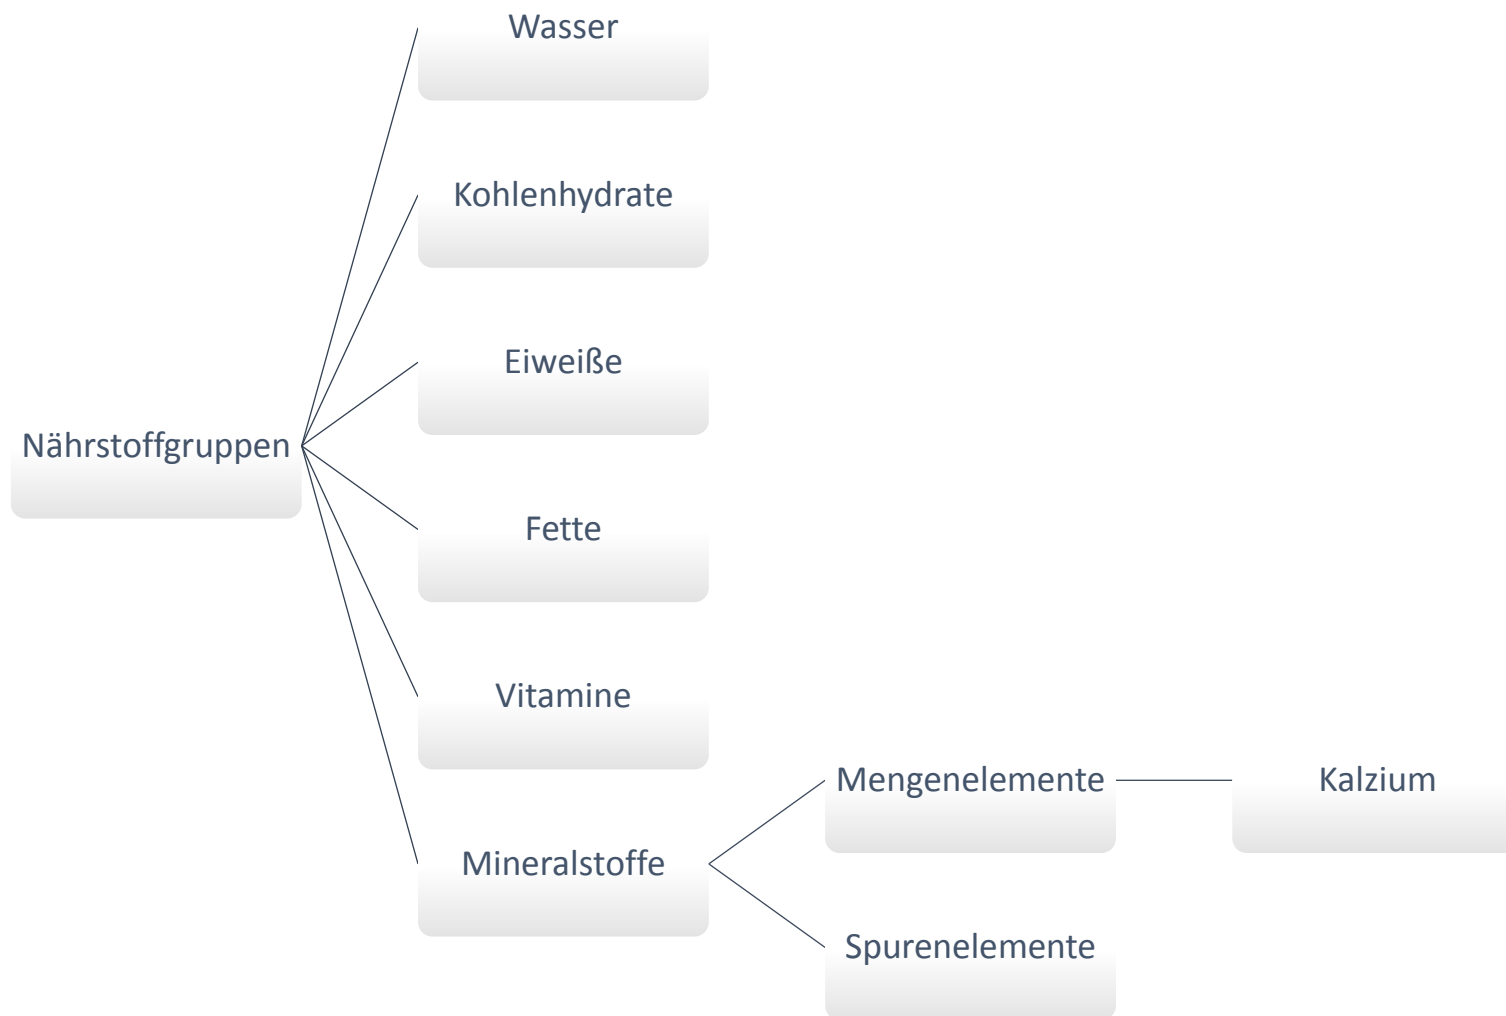 Wasser
Kohlenhydrate
Eiweiße
Nährstoffgruppen
Fette
Vitamine
Mengenelemente
Kalzium
Mineralstoffe
Spurenelemente